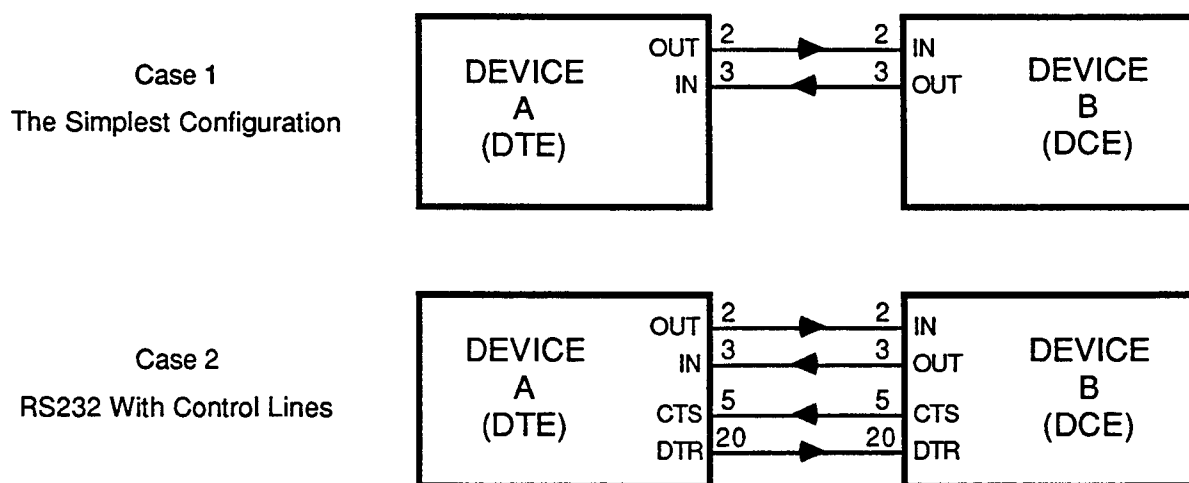 Case 1
The Simplest Configuration
DEVICE
A
(DTE)
OUT 2 2 IN
IN 3 3 OUT
DEVICE
B
(DCE)
Case 2
RS232 With Control Lines
DEVICE
A
(DTE)
OUT 2 2 IN
IN 3 3 OUT
CTS 5 5 CTS
DTR 20 20 DTR
DEVICE
B
(DCE)